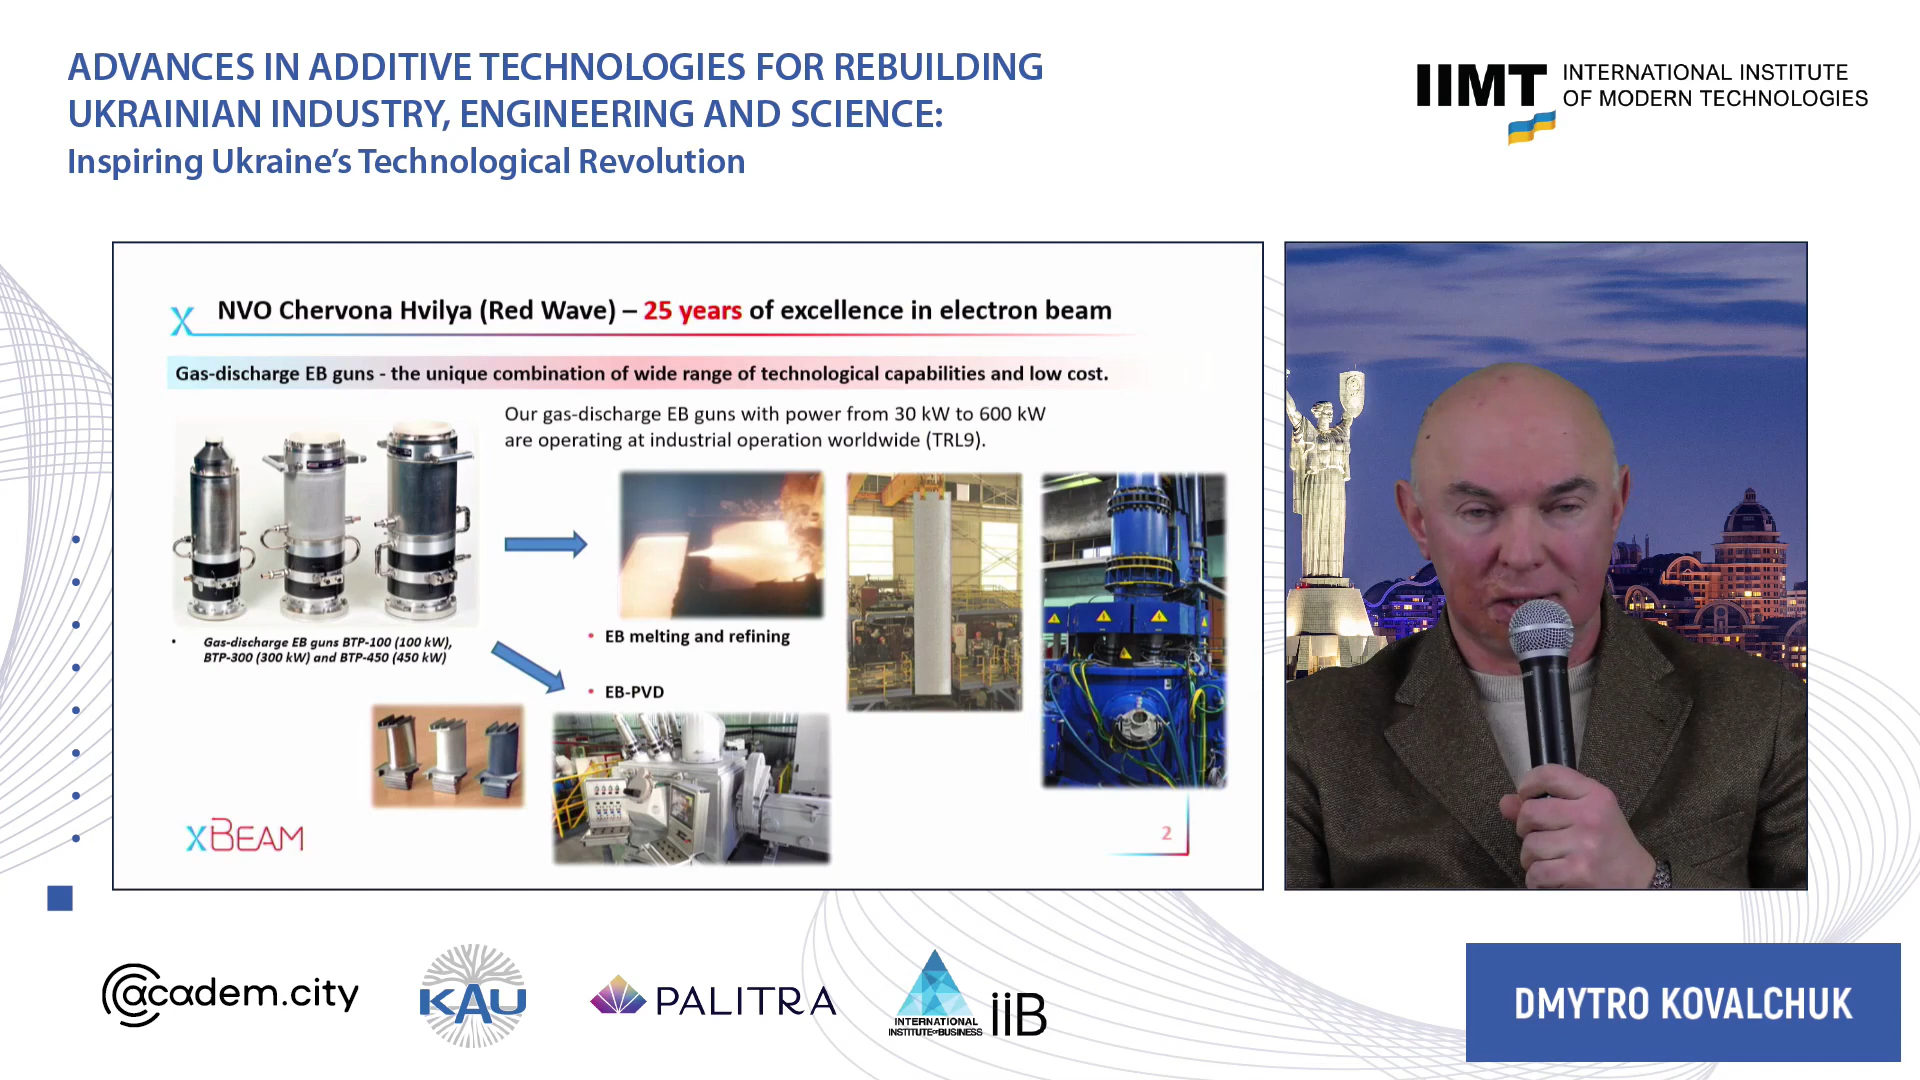 ADVANCES IN ADDITIVE TECHNOLOGIES FOR REBUILDING
UKRAINIAN INDUSTRY, ENGINEERING AND SCIENCE:
Inspiring Ukraine's Technological Revolution
IIMT
INTERNATIONAL INSTITUTE
OF MODERN TECHNOLOGIES
X
NVO Chervona Hvilya (Red Wave) – 25 years of excellence in electron beam
Gas-discharge EB guns - the unique combination of wide range of technological capabilities and low cost.
Our gas-discharge EB guns with power from 30 kW to 600 kW
are operating at industrial operation worldwide (TRL9).
• Gas-discharge EB guns BTP-100 (100 kW),
BTP-300 (300 kW) and BTP-450 (450 kW)
• EB melting and refining
• EB-PVD
xBEAM
2
@cadem.city
KAU
PALITRA
INTERNATIONAL
INSTITUTE OF BUSINESS
iiB
DMYTRO KOVALCHUK